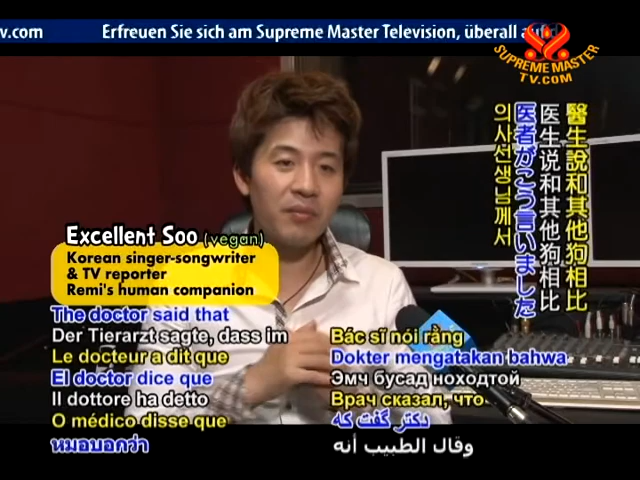 v.com Erfreuen Sie sich am Supreme Master Television, überall
SUPREME MASTER
TV.COM
醫生說和其他狗相比
医生说和其他狗相比
医者がこう言いました
의사선생님께서
Excellent Soo (vegan)
Korean singer-songwriter
& TV reporter
Remi's human companion
The doctor said that
Der Tierarzt sagte, dass im
Le docteur a dit que
El doctor dice que
Il dottore ha detto
O médico disse que
หมอบอกว่า
Bác sĩ nói rằng
Dokter mengatakan bahwa
Эмч бусад ноходтой
Врач сказал, что
دکتر گفت که
وقال الطبيب أنه